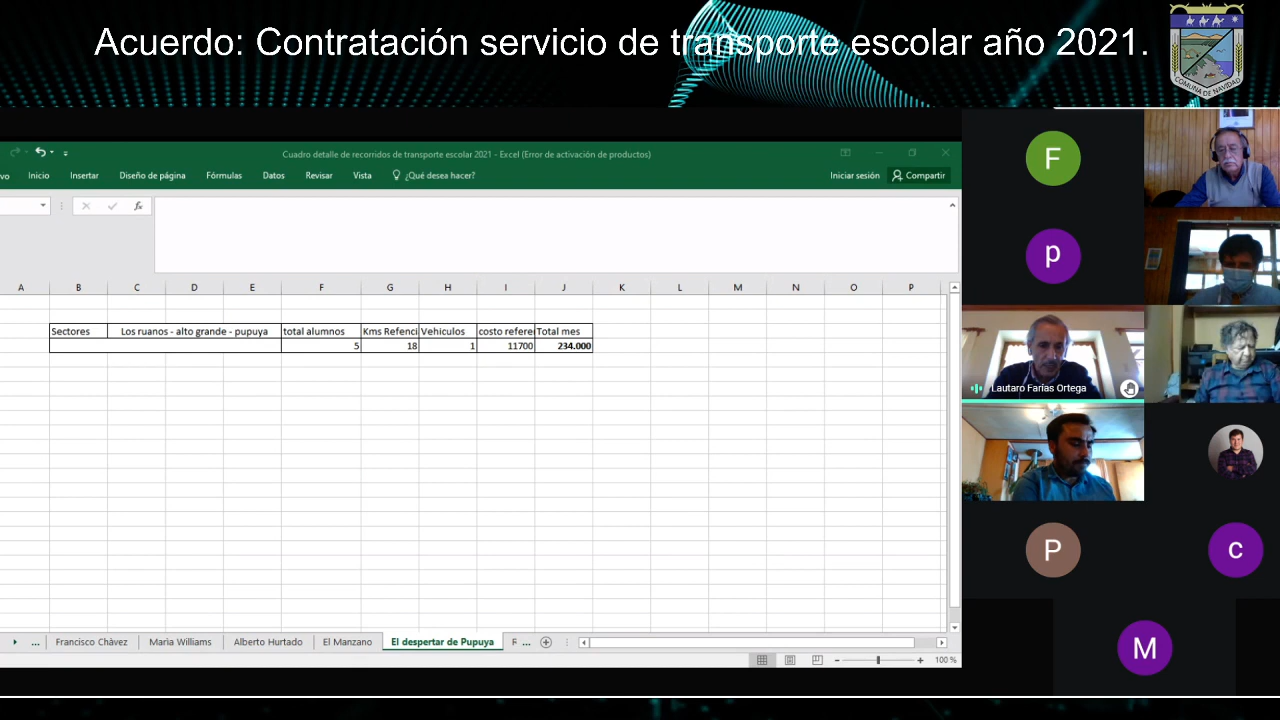 Acuerdo: Contratación servicio de transporte escolar año 2021.
COMUNA DE NAVIDAD
Cuadro detalle de recorridos de transporte escolar 2021 - Excel (Error de activación de productos)
vo Inicio Insertar Diseño de página Fórmulas Datos Revisar Vista ¿Qué desea hacer? Iniciar sesión Compartir
fx
A B C D E F G H I J K L M N O P
Sectores Los ruanos - alto grande - pupuya total alumnos Kms Refenci Vehiculos costo refere Total mes
5 18 1 11700 234.000
... Francisco Chávez Maria Williams Alberto Hurtado El Manzano El despertar de Pupuya F ...
100 %
F
p
Lautaro Farías Ortega
P
c
M